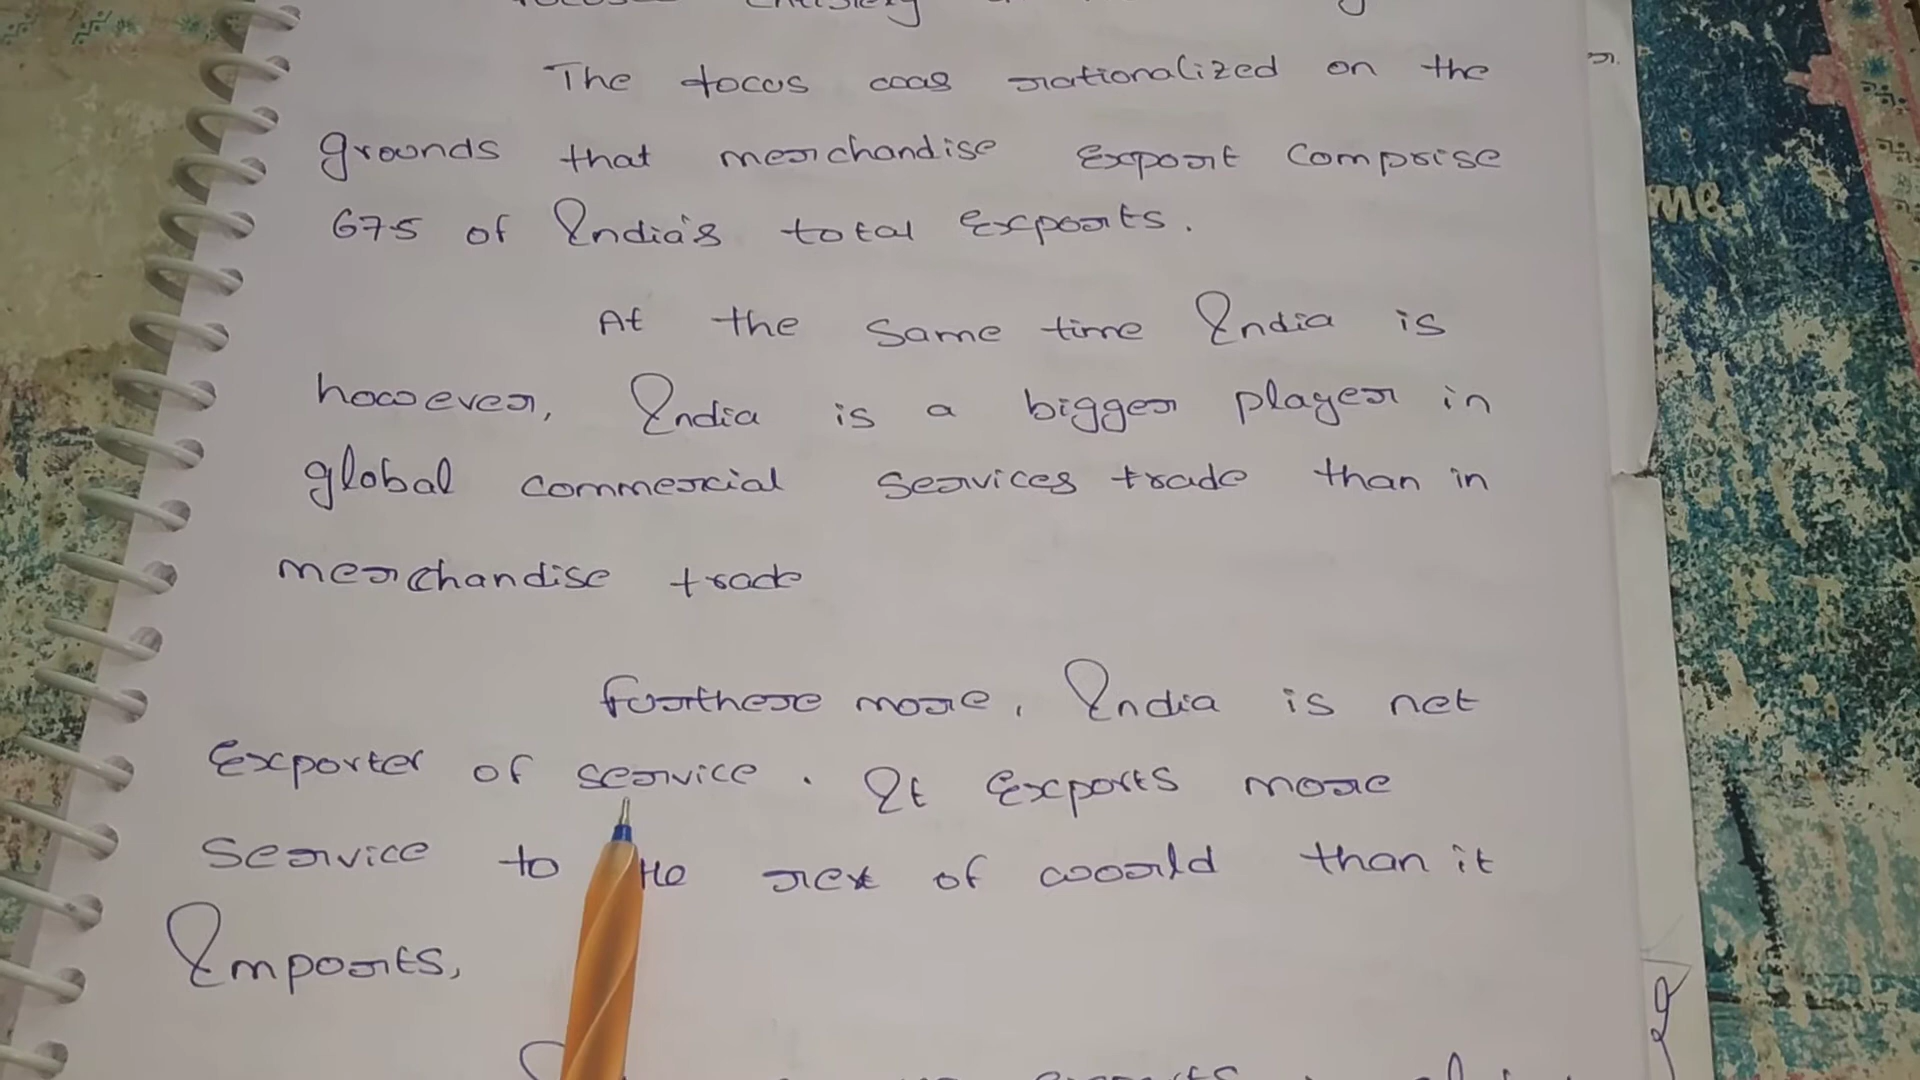 The focus was rationalized on the
grounds that merchandise Export Comprise
675 of India's total Exports.
At the same time India is
however, India is a bigger player in
global commercial services trade than in
merchandise trade
furthere more, India is net
Exporter of service. It Exports more
Service to the rest of woorld than it
Imports,
me.